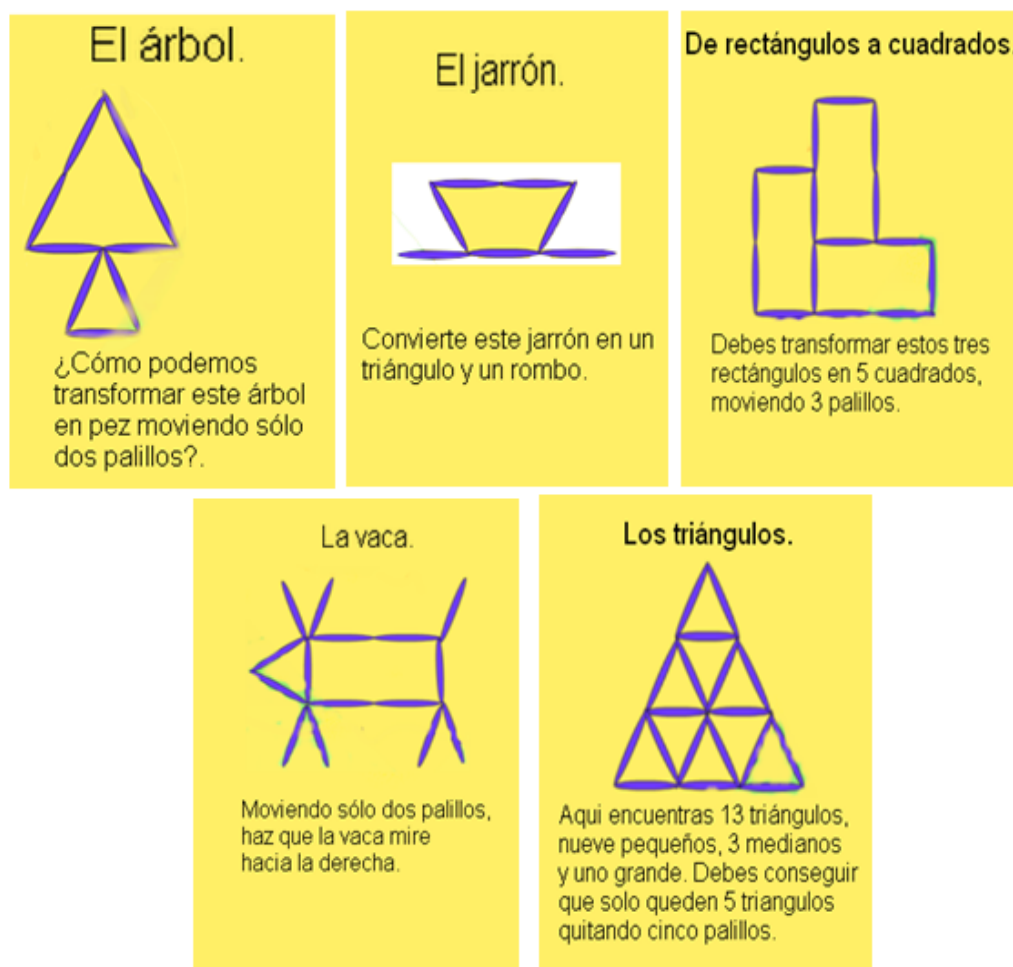 El árbol.
¿Cómo podemos
transformar este árbol
en pez moviendo sólo
dos palillos?.
El jarrón.
Convierte este jarrón en un
triángulo y un rombo.
De rectángulos a cuadrados
Debes transformar estos tres
rectángulos en 5 cuadrados,
moviendo 3 palillos.
La vaca.
Moviendo sólo dos palillos,
haz que la vaca mire
hacia la derecha.
Los triángulos.
Aqui encuentras 13 triángulos,
nueve pequeños, 3 medianos
y uno grande. Debes conseguir
que solo queden 5 triangulos
quitando cinco palillos.